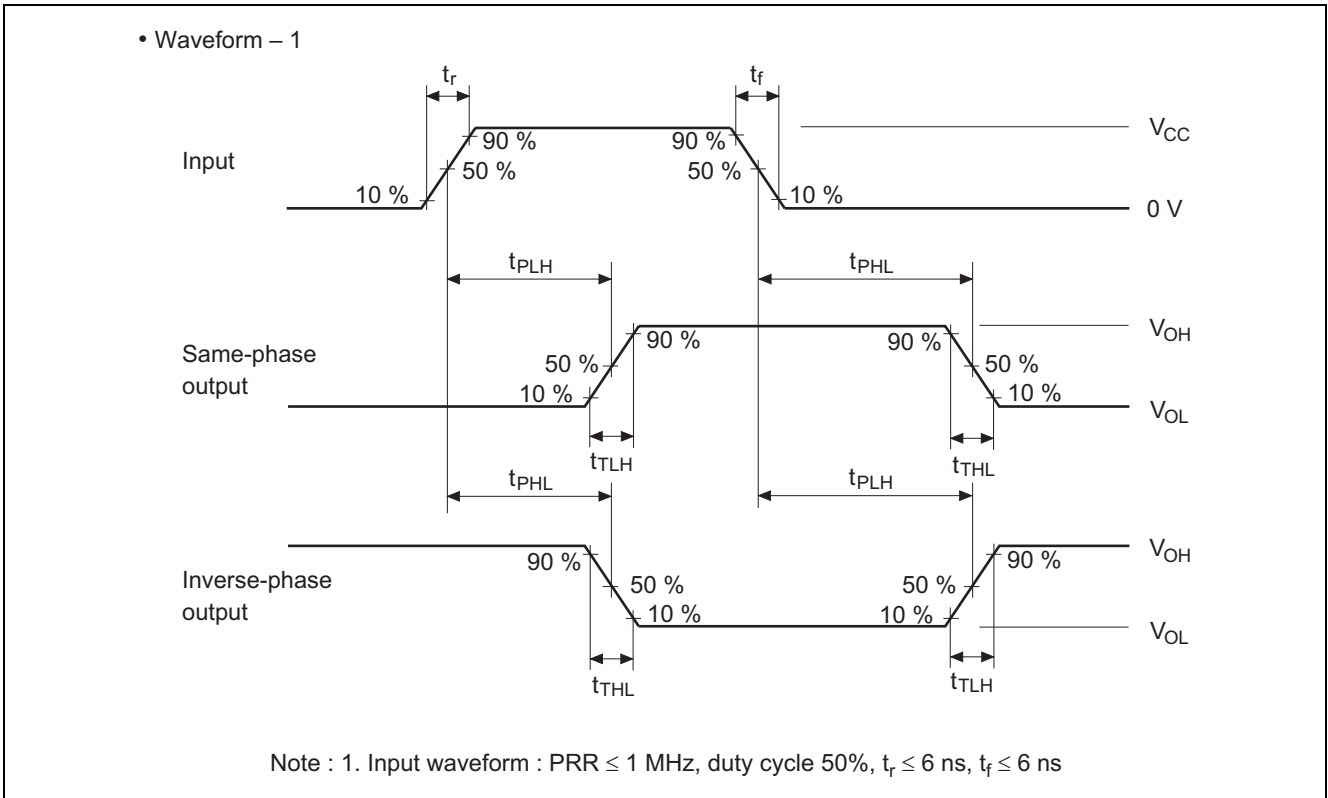 • Waveform – 1
tr
tf
Input
90 %
90 %
VCC
50 %
50 %
10 %
10 %
0 V
tPLH
tPHL
Same-phase
output
90 %
90 %
VOH
50 %
50 %
10 %
10 %
VOL
tTLH
tTHL
tPHL
tPLH
Inverse-phase
output
90 %
90 %
VOH
50 %
50 %
10 %
10 %
VOL
tTHL
tTLH
Note : 1. Input waveform : PRR ≤ 1 MHz, duty cycle 50%, tr ≤ 6 ns, tf ≤ 6 ns